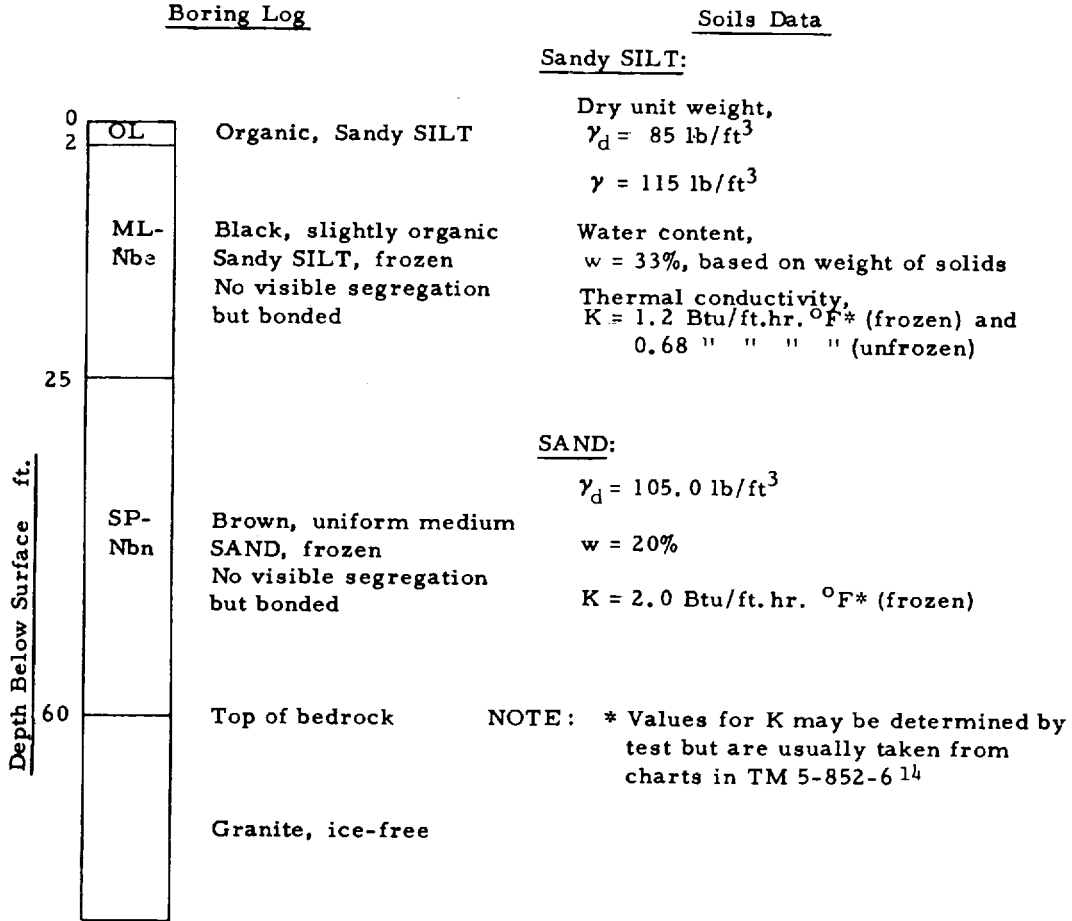 Boring Log
Soils Data
Sandy SILT:
Dry unit weight,
γd = 85 lb/ft³
γ = 115 lb/ft³
Water content,
w = 33%, based on weight of solids
Thermal conductivity,
K = 1.2 Btu/ft.hr. °F* (frozen) and
0.68 " " " " (unfrozen)
0
OL
Organic, Sandy SILT
2
ML-
Nbe
Black, slightly organic
Sandy SILT, frozen
No visible segregation
but bonded
25
SAND:
γd = 105.0 lb/ft³
w = 20%
K = 2.0 Btu/ft.hr. °F* (frozen)
SP-
Nbn
Brown, uniform medium
SAND, frozen
No visible segregation
but bonded
Depth Below Surface ft.
60
Top of bedrock
NOTE: * Values for K may be determined by
test but are usually taken from
charts in TM 5-852-6 14
Granite, ice-free